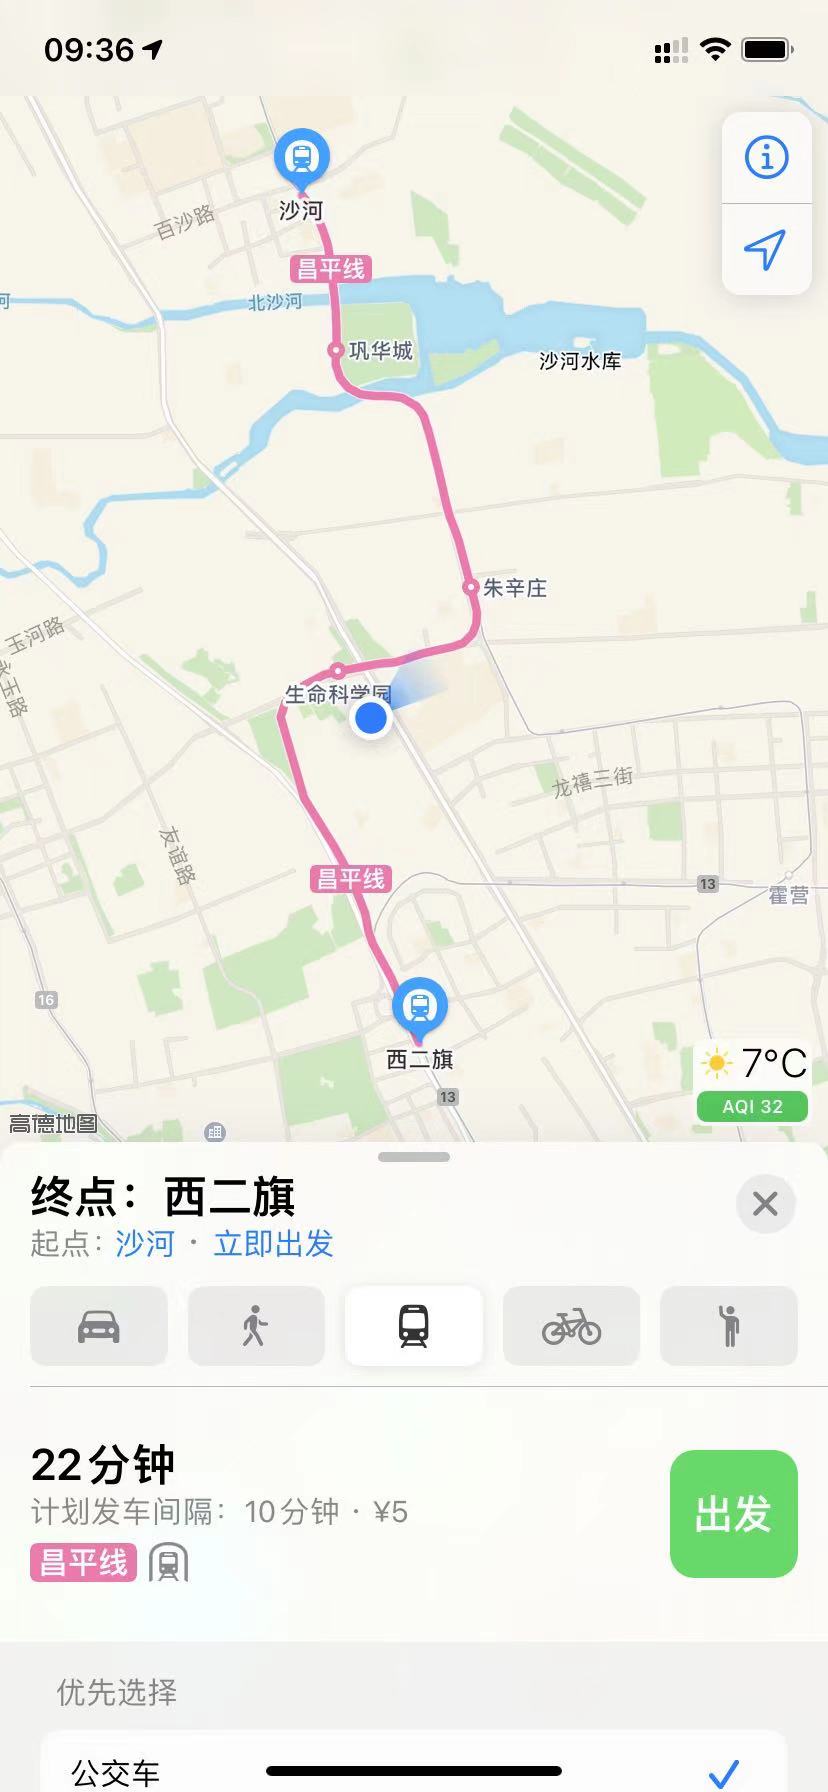 09:36
沙河
百沙路
昌平线
河
北沙河
巩华城
沙河水库
朱辛庄
玉河路
永玉路
生命科学园
龙禧三街
友谊路
昌平线
13
霍营
16
西二旗
7°C
13
AQI 32
高德地图
终点：西二旗
起点：沙河 · 立即出发
22分钟
计划发车间隔：10分钟 · ¥5
出发
昌平线
优先选择
公交车